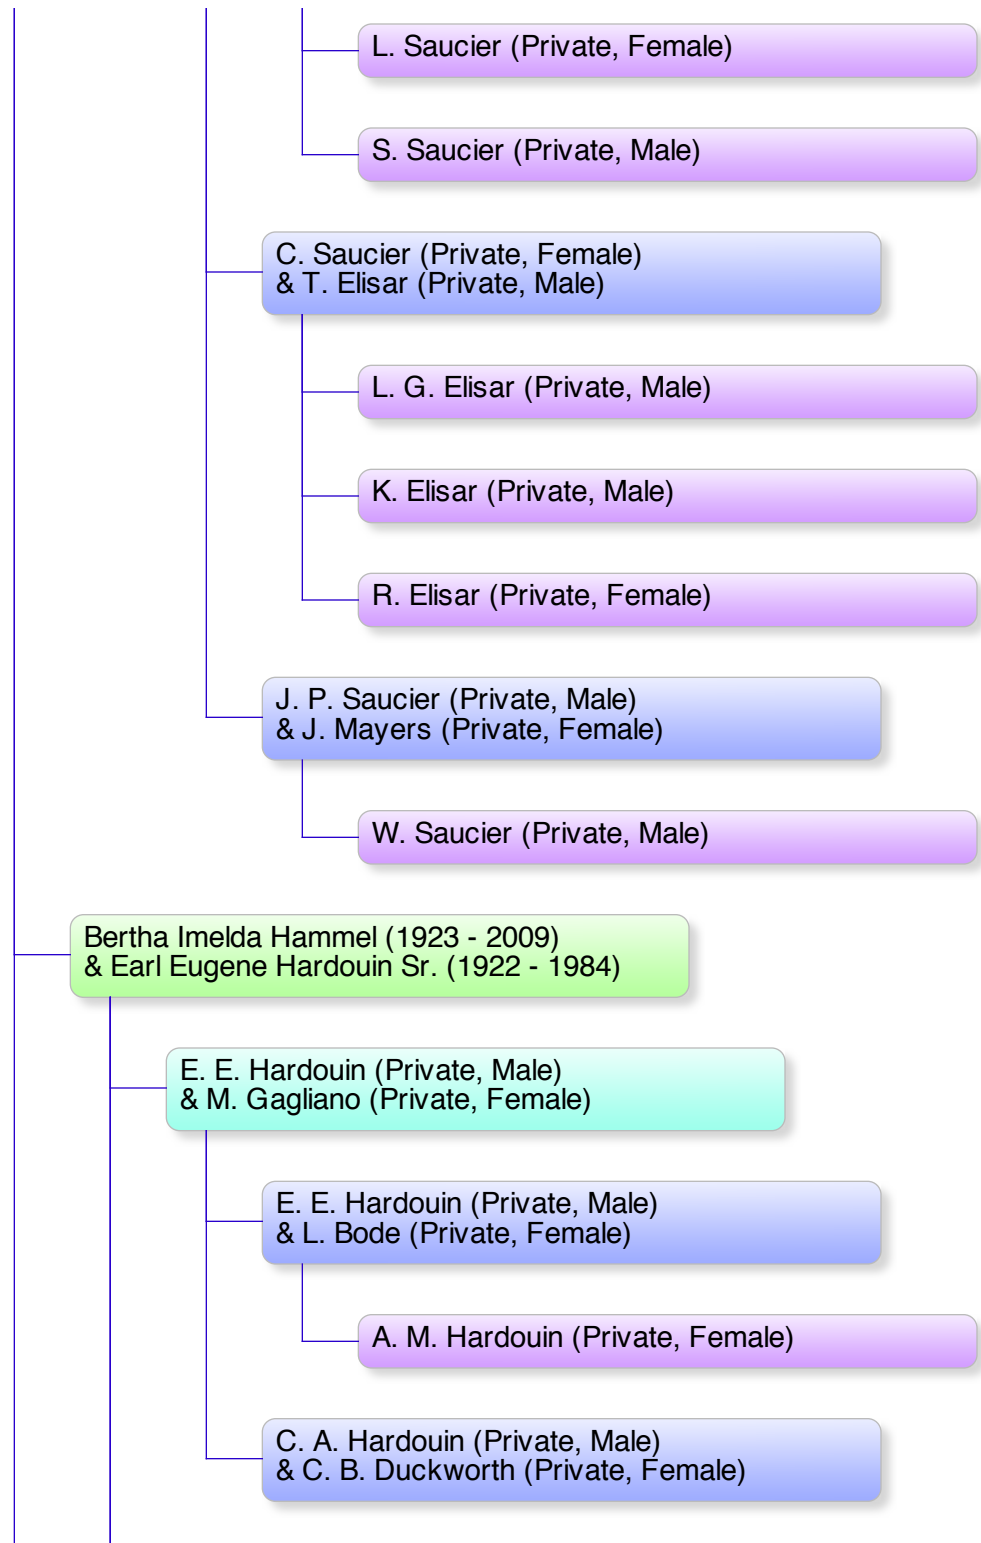 L. Saucier (Private, Female)
S. Saucier (Private, Male)
C. Saucier (Private, Female)
& T. Elisar (Private, Male)
L. G. Elisar (Private, Male)
K. Elisar (Private, Male)
R. Elisar (Private, Female)
J. P. Saucier (Private, Male)
& J. Mayers (Private, Female)
W. Saucier (Private, Male)
Bertha Imelda Hammel (1923 - 2009)
& Earl Eugene Hardouin Sr. (1922 - 1984)
E. E. Hardouin (Private, Male)
& M. Gagliano (Private, Female)
E. E. Hardouin (Private, Male)
& L. Bode (Private, Female)
A. M. Hardouin (Private, Female)
C. A. Hardouin (Private, Male)
& C. B. Duckworth (Private, Female)